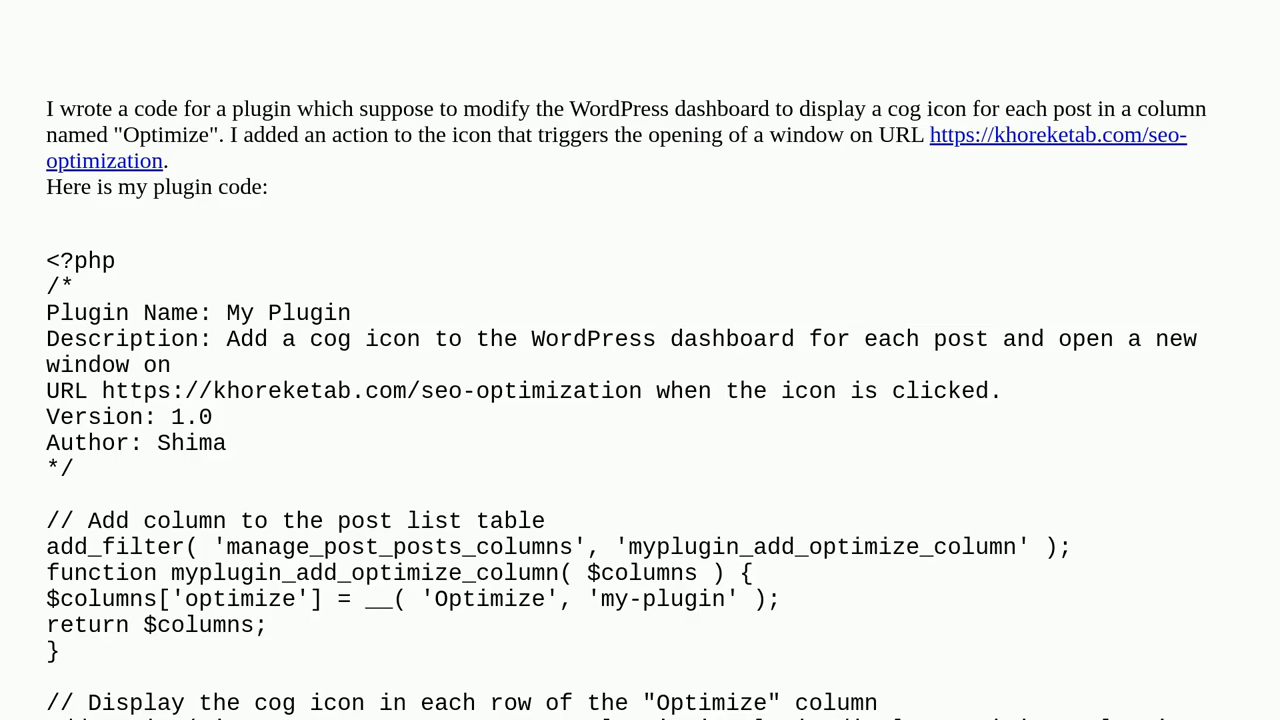 I wrote a code for a plugin which suppose to modify the WordPress dashboard to display a cog icon for each post in a column
named "Optimize". I added an action to the icon that triggers the opening of a window on URL https://khoreketab.com/seo-
optimization.
Here is my plugin code:
<?php
/*
Plugin Name: My Plugin
Description: Add a cog icon to the WordPress dashboard for each post and open a new
window on
URL https://khoreketab.com/seo-optimization when the icon is clicked.
Version: 1.0
Author: Shima
*/
// Add column to the post list table
add_filter( 'manage_post_posts_columns', 'myplugin_add_optimize_column' );
function myplugin_add_optimize_column( $columns ) {
$columns['optimize'] = __( 'Optimize', 'my-plugin' );
return $columns;
}
// Display the cog icon in each row of the "Optimize" column